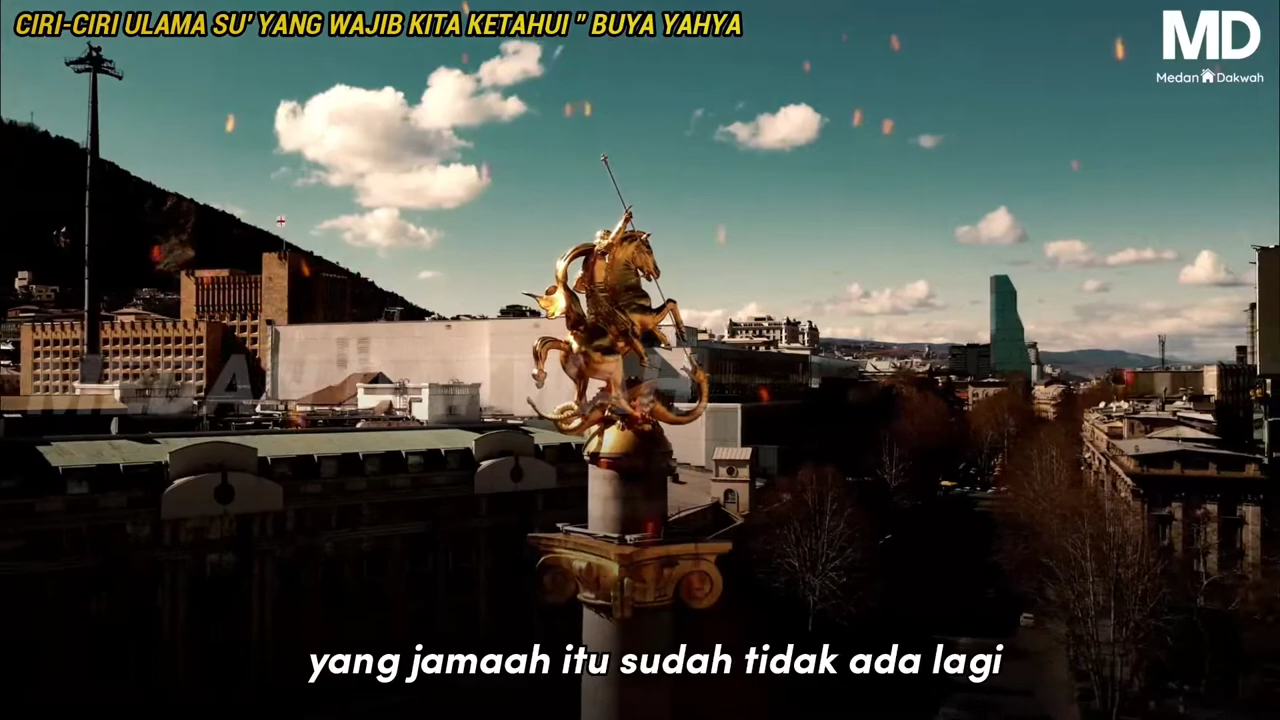 CIRI-CIRI ULAMA SU' YANG WAJIB KITA KETAHUI " BUYA YAHYA
MD
Medan Dakwah
yang jamaah itu sudah tidak ada lagi